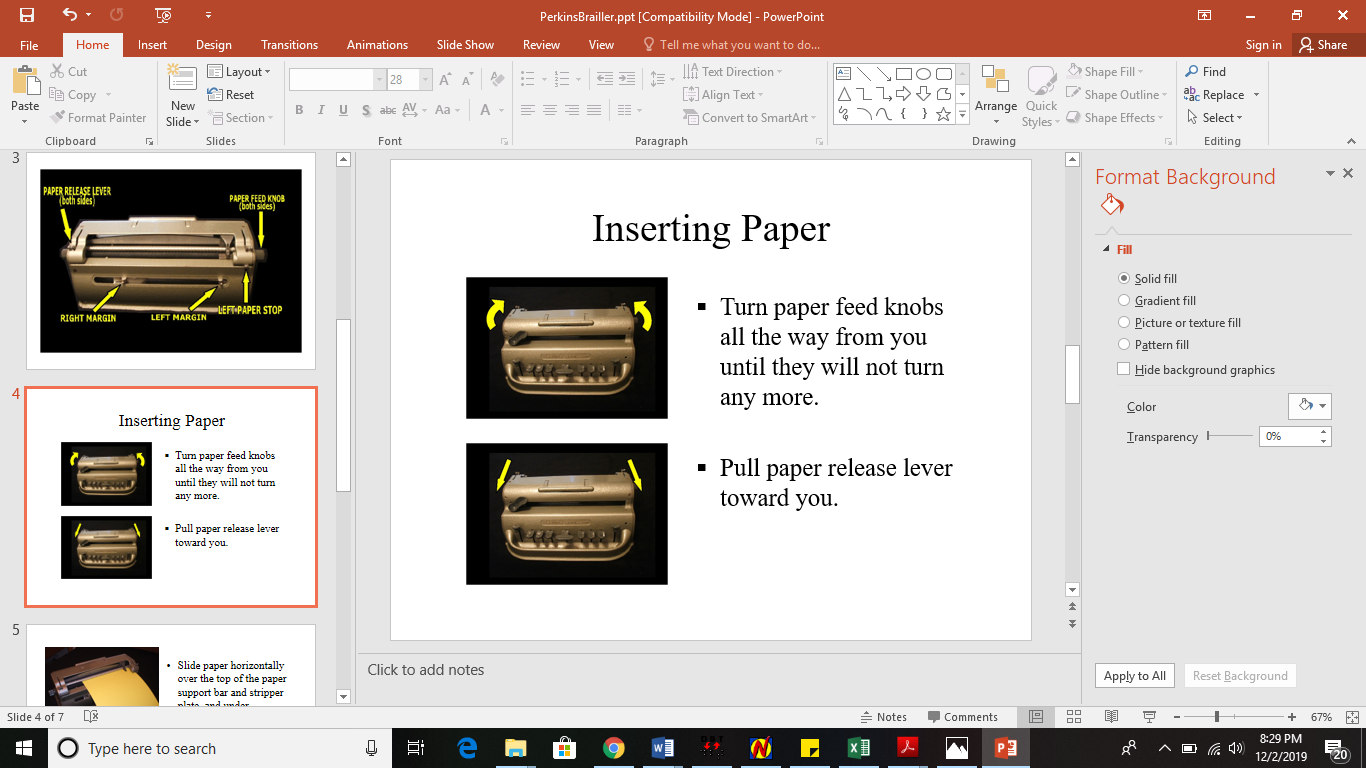 PerkinsBrailler.ppt [Compatibility Mode] - PowerPoint
File Home Insert Design Transitions Animations Slide Show Review View Tell me what you want to do... Sign in Share
Paste
Cut
Copy
Format Painter
Clipboard
New Slide
Layout
Reset
Section
Slides
28
B I U S abc AV Aa A
Font
Text Direction
Align Text
Convert to SmartArt
Paragraph
Arrange
Quick Styles
Shape Fill
Shape Outline
Shape Effects
Drawing
Find
Replace
Select
Editing
3
PAPER RELEASE LEVER
(both sides)
PAPER FEED KNOB
(both sides)
RIGHT MARGIN
LEFT MARGIN
LEFT PAPER STOP
4
Inserting Paper
Turn paper feed knobs
all the way from you
until they will not turn
any more.
Pull paper release lever
toward you.
5
Slide paper horizontally
over the top of the paper
support bar and stripper
plate, and under
Inserting Paper
Turn paper feed knobs
all the way from you
until they will not turn
any more.
Pull paper release lever
toward you.
Click to add notes
Format Background
Fill
Solid fill
Gradient fill
Picture or texture fill
Pattern fill
Hide background graphics
Color
Transparency 0%
Apply to All Reset Background
Slide 4 of 7 Notes Comments 67%
Type here to search
8:29 PM
12/2/2019
20